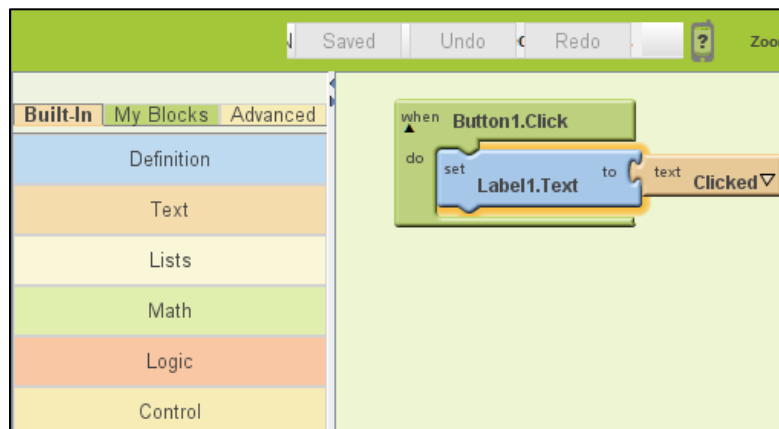 Saved Undo Redo ? Zoo
Built-In My Blocks Advanced
Definition
Text
Lists
Math
Logic
Control
when Button1.Click
do set Label1.Text to text Clicked